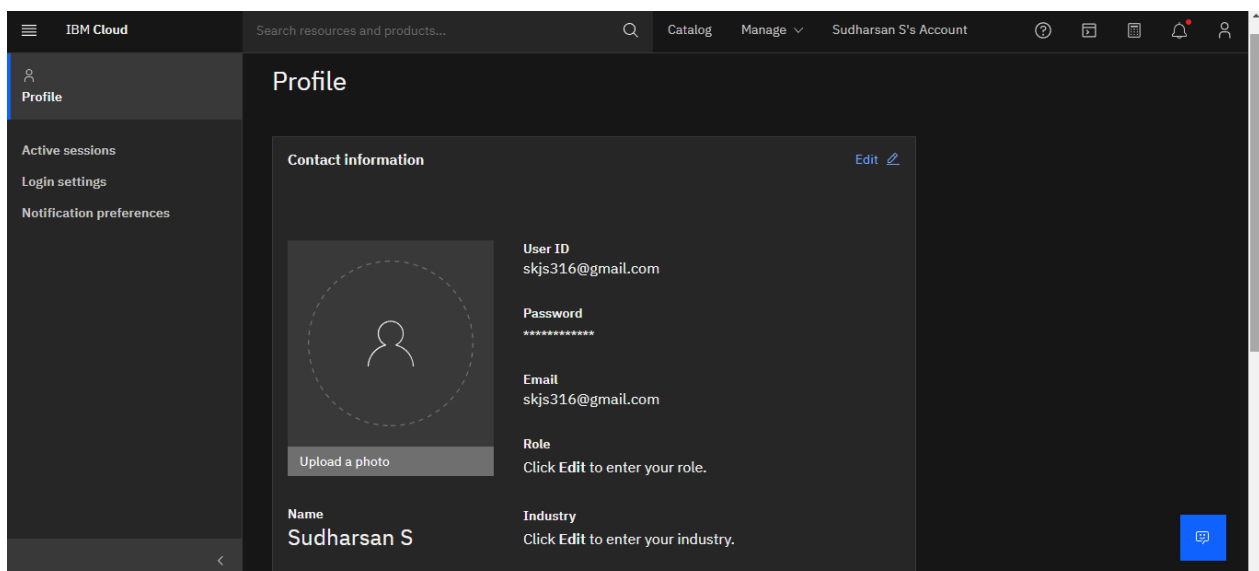 IBM Cloud
Search resources and products...
Catalog
Manage
Sudharsan S's Account
Profile
Active sessions
Login settings
Notification preferences
Profile
Contact information
Edit
Upload a photo
Name
Sudharsan S
User ID
skjs316@gmail.com
Password
************
Email
skjs316@gmail.com
Role
Click Edit to enter your role.
Industry
Click Edit to enter your industry.